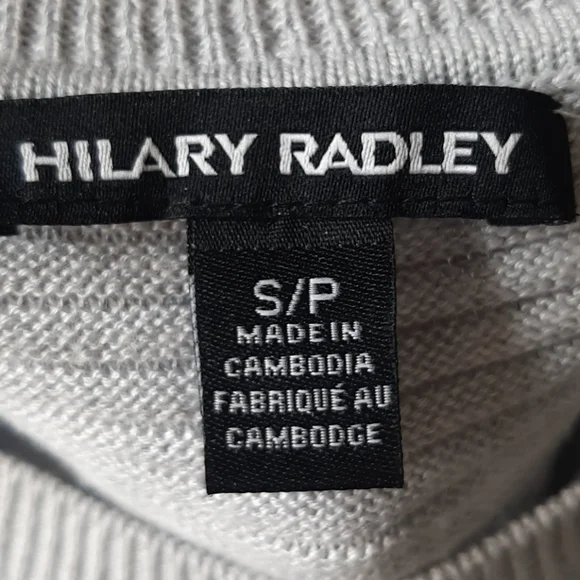 HILARY RADLEY
S/P
MADE IN
CAMBODIA
FABRIQUÉ AU
CAMBODGE